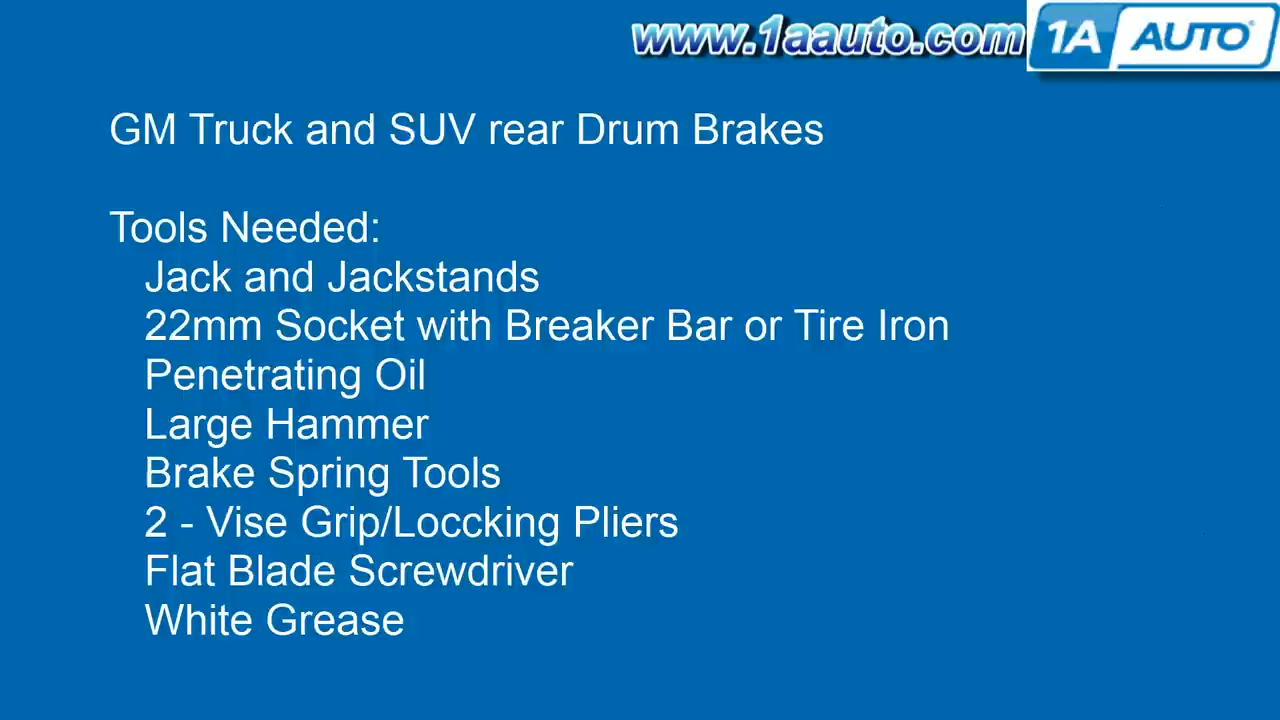 www.1aauto.com 1A AUTO®
GM Truck and SUV rear Drum Brakes
Tools Needed:
Jack and Jackstands
22mm Socket with Breaker Bar or Tire Iron
Penetrating Oil
Large Hammer
Brake Spring Tools
2 - Vise Grip/Loccking Pliers
Flat Blade Screwdriver
White Grease